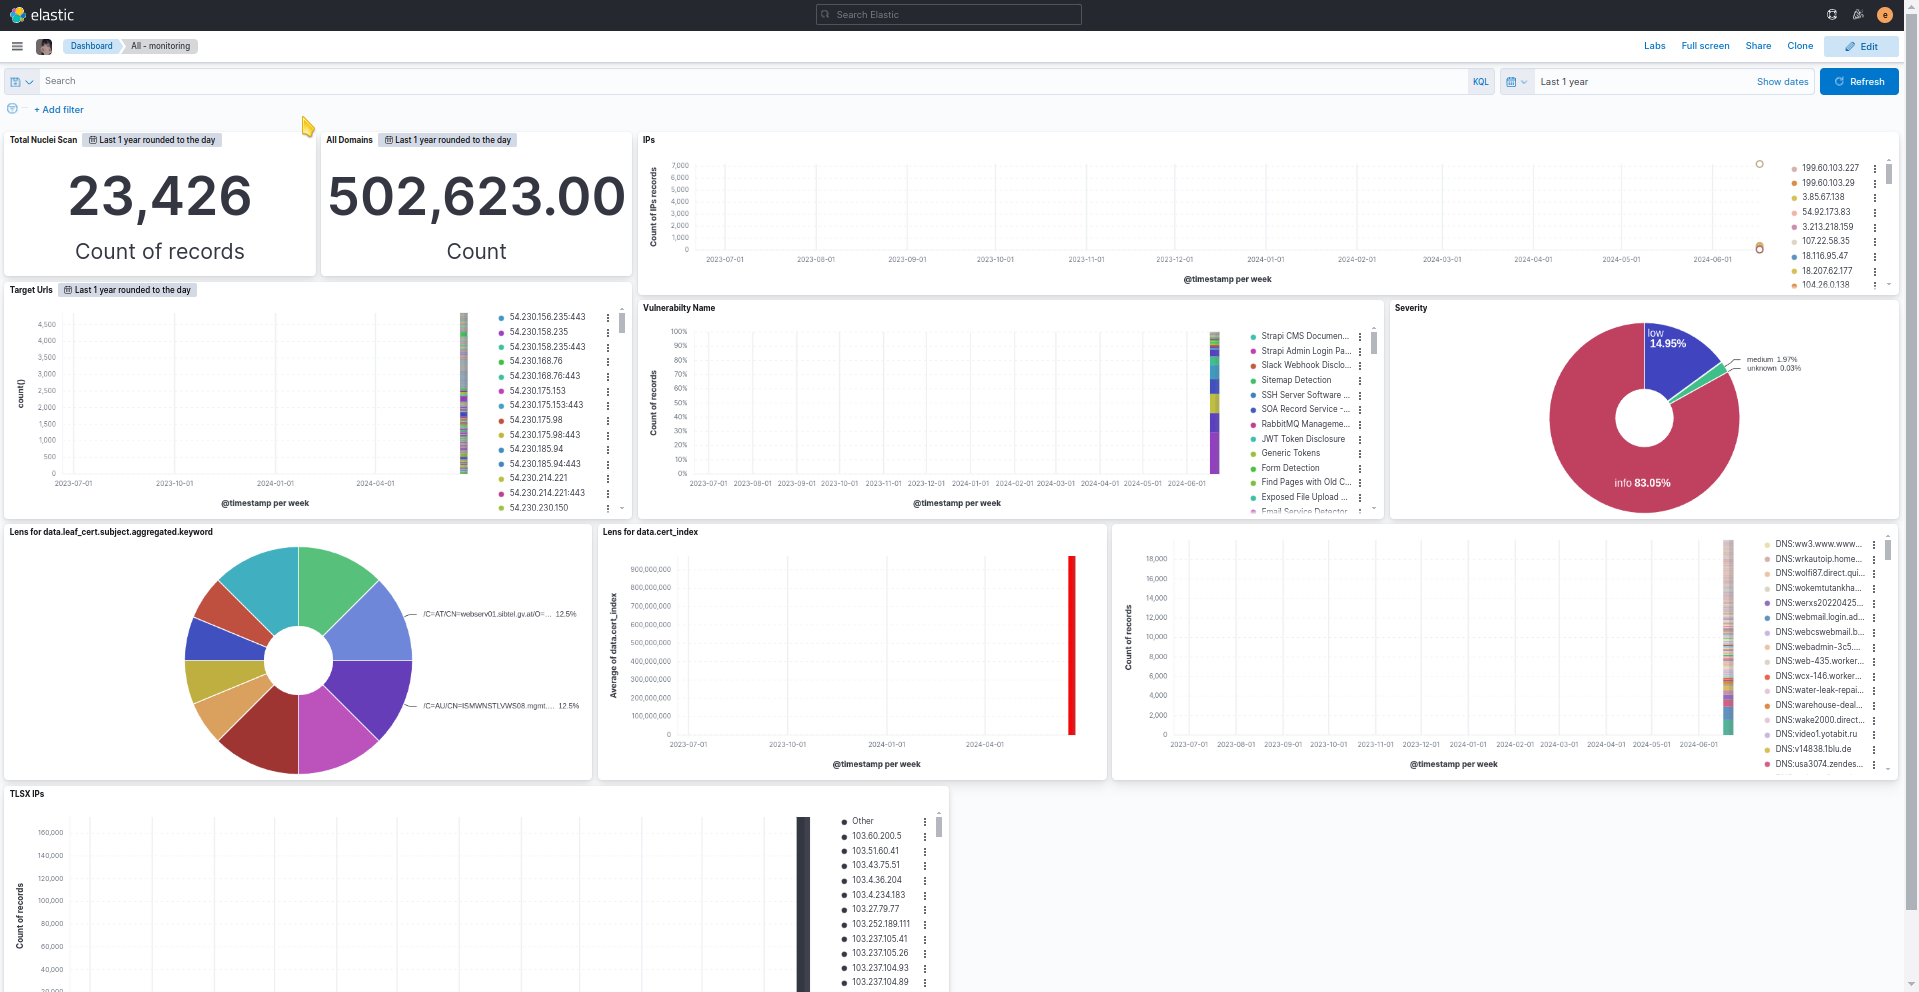 elastic
Search Elastic
e
Dashboard
All - monitoring
Labs
Full screen
Share
Clone
Edit
Search
KQL
Last 1 year
Show dates
Refresh
+ Add filter
Total Nuclei Scan
Last 1 year rounded to the day
23,426
Count of records
All Domains
Last 1 year rounded to the day
502,623.00
Count
IPs
Count of IPs records
7,000
6,000
5,000
4,000
3,000
2,000
1,000
0
2023-07-01
2023-08-01
2023-09-01
2023-10-01
2023-11-01
2023-12-01
2024-01-01
2024-02-01
2024-03-01
2024-04-01
2024-05-01
2024-06-01
@timestamp per week
199.60.103.227
199.60.103.29
3.85.67.138
54.92.173.83
3.213.218.159
107.22.58.35
18.116.95.47
18.207.62.177
104.26.0.138
Target Urls
Last 1 year rounded to the day
count()
4,500
4,000
3,500
3,000
2,500
2,000
1,500
1,000
500
0
2023-07-01
2023-10-01
2024-01-01
2024-04-01
@timestamp per week
54.230.156.235:443
54.230.158.235
54.230.158.235:443
54.230.168.76
54.230.168.76:443
54.230.175.153
54.230.175.153:443
54.230.175.98
54.230.175.98:443
54.230.185.94
54.230.185.94:443
54.230.214.221
54.230.214.221:443
54.230.230.150
Vulnerabilty Name
Count of records
100%
90%
80%
70%
60%
50%
40%
30%
20%
10%
0%
2023-07-01
2023-08-01
2023-09-01
2023-10-01
2023-11-01
2023-12-01
2024-01-01
2024-02-01
2024-03-01
2024-04-01
2024-05-01
2024-06-01
@timestamp per week
Strapi CMS Documen...
Strapi Admin Login Pa...
Slack Webhook Disclo...
Sitemap Detection
SSH Server Software ...
SOA Record Service -...
RabbitMQ Manageme...
JWT Token Disclosure
Generic Tokens
Form Detection
Find Pages with Old C...
Exposed File Upload ...
Email Service Detector
Severity
low
14.95%
medium 1.97%
unknown 0.03%
info 83.05%
Lens for data.leaf_cert.subject.aggregated.keyword
/C=AT/CN=webserv01.sibtel.gv.at/O=... 12.5%
/C=AU/CN=ISMWNSTLVWS08.mgmt.... 12.5%
Lens for data.cert_index
Average of data.cert_index
900,000,000
800,000,000
700,000,000
600,000,000
500,000,000
400,000,000
300,000,000
200,000,000
100,000,000
0
2023-07-01
2023-10-01
2024-01-01
2024-04-01
@timestamp per week
Count of records
18,000
16,000
14,000
12,000
10,000
8,000
6,000
4,000
2,000
0
2023-07-01
2023-08-01
2023-09-01
2023-10-01
2023-11-01
2023-12-01
2024-01-01
2024-02-01
2024-03-01
2024-04-01
2024-05-01
2024-06-01
@timestamp per week
DNS:ww3.www.www...
DNS:wrkautoip.home...
DNS:wolfi87.direct.qui...
DNS:wokemtutankha...
DNS:werxs20220425...
DNS:webmail.login.ad...
DNS:webcswebmail.b...
DNS:webadmin-3c5....
DNS:web-435.worker...
DNS:wcx-146.worker...
DNS:water-leak-repai...
DNS:warehouse-deal...
DNS:wake2000.direct...
DNS:video1.yotabit.ru
DNS:v14838.1blu.de
DNS:usa3074.zendes...
TLSX IPs
Count of records
160,000
140,000
120,000
100,000
80,000
60,000
40,000
20,000
Other
103.60.200.5
103.51.60.41
103.43.75.51
103.4.36.204
103.4.234.183
103.27.79.77
103.252.189.111
103.237.105.41
103.237.105.26
103.237.104.93
103.237.104.89